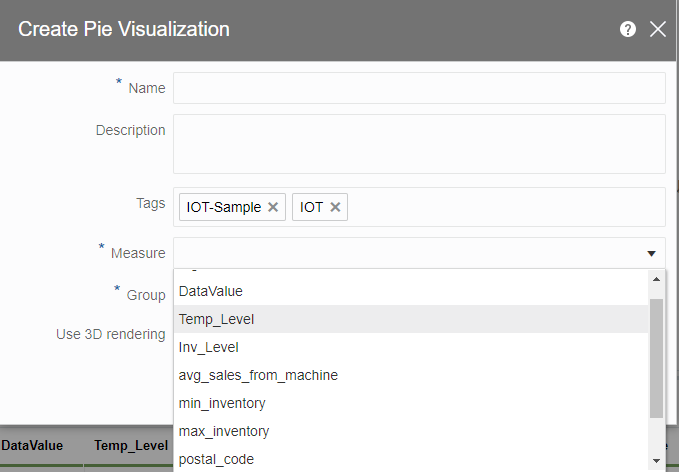 Create Pie Visualization
?
* Name
Description
Tags IOT-Sample × IOT ×
* Measure
* Group
DataValue
Temp_Level
Use 3D rendering
Inv_Level
avg_sales_from_machine
min_inventory
max_inventory
postal_code
DataValue Temp_Level